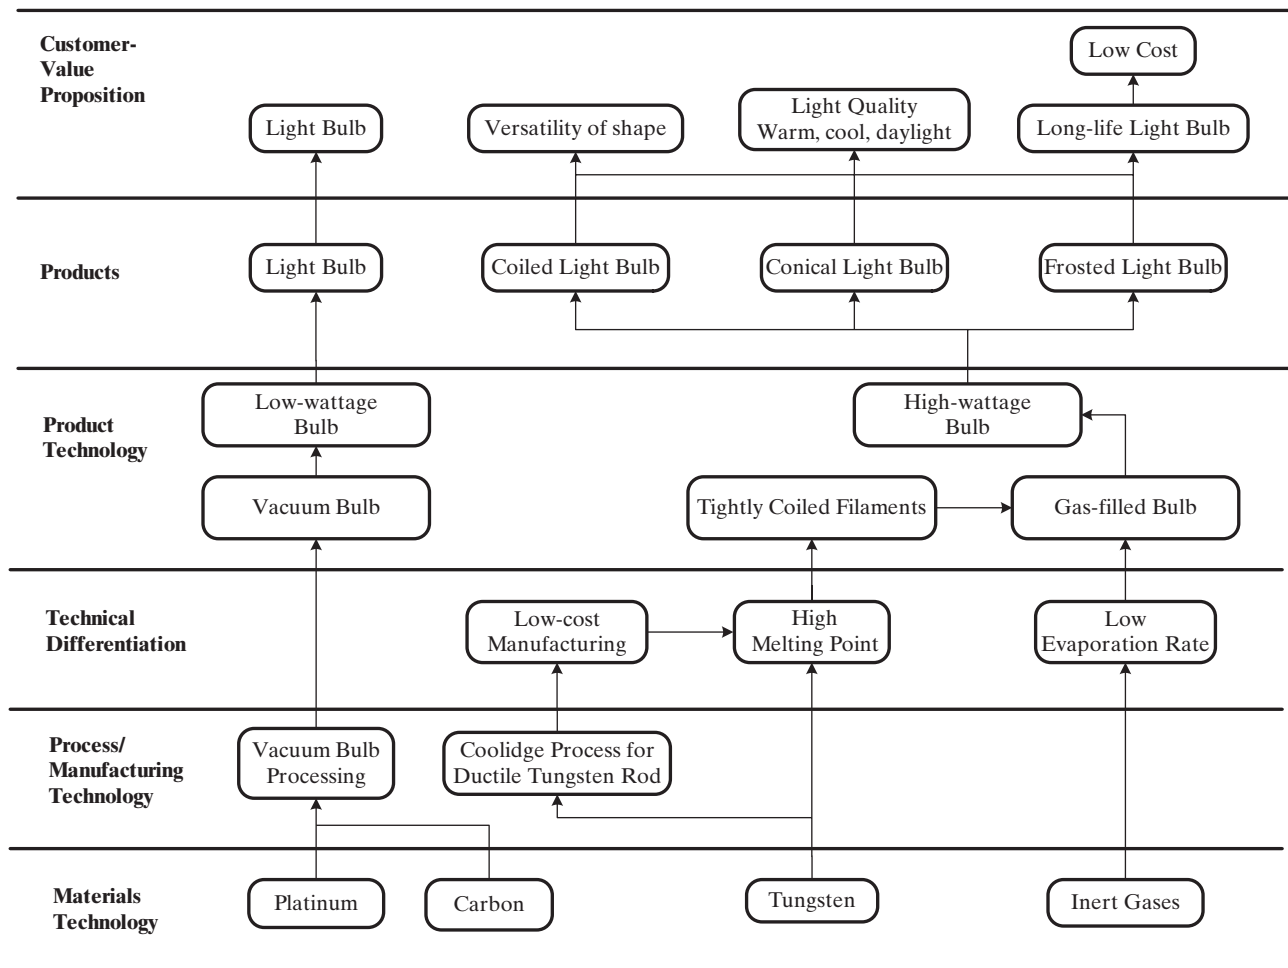 Customer-
Value
Proposition
Low Cost
Light Bulb
Versatility of shape
Light Quality
Warm, cool, daylight
Long-life Light Bulb
Products
Light Bulb
Coiled Light Bulb
Conical Light Bulb
Frosted Light Bulb
Product
Technology
Low-wattage
Bulb
High-wattage
Bulb
Vacuum Bulb
Tightly Coiled Filaments
Gas-filled Bulb
Technical
Differentiation
Low-cost
Manufacturing
High
Melting Point
Low
Evaporation Rate
Process/
Manufacturing
Technology
Vacuum Bulb
Processing
Coolidge Process for
Ductile Tungsten Rod
Materials
Technology
Platinum
Carbon
Tungsten
Inert Gases